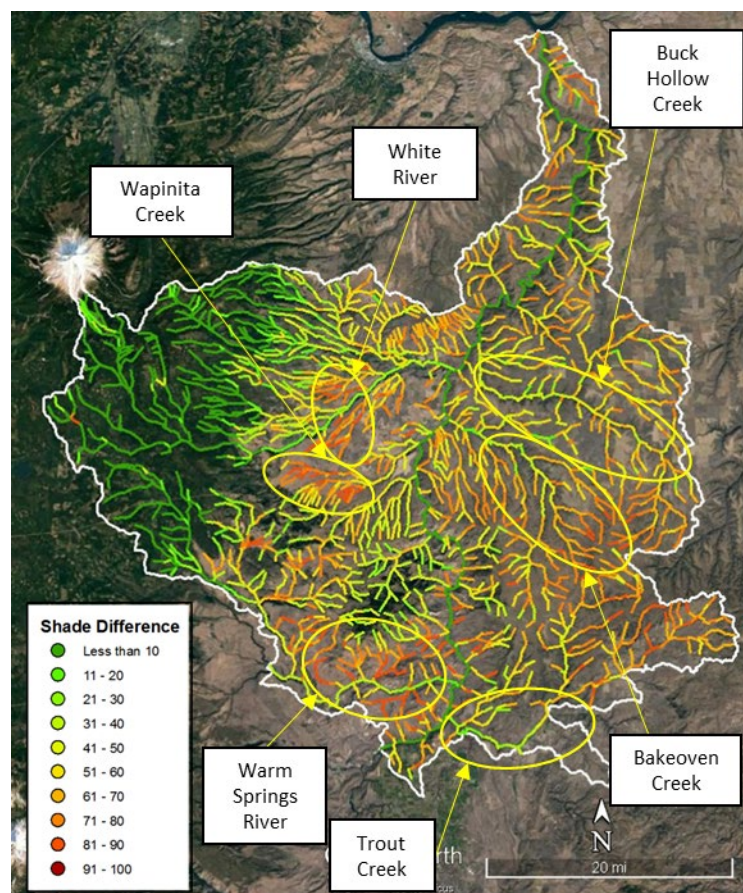 Buck
Hollow
Creek
White
River
Wapinita
Creek
Shade Difference
Less than 10
11 - 20
21 - 30
31 - 40
41 - 50
51 - 60
61 - 70
71 - 80
81 - 90
91 - 100
Warm
Springs
River
Trout
Creek
Bakeoven
Creek
N
20 mi